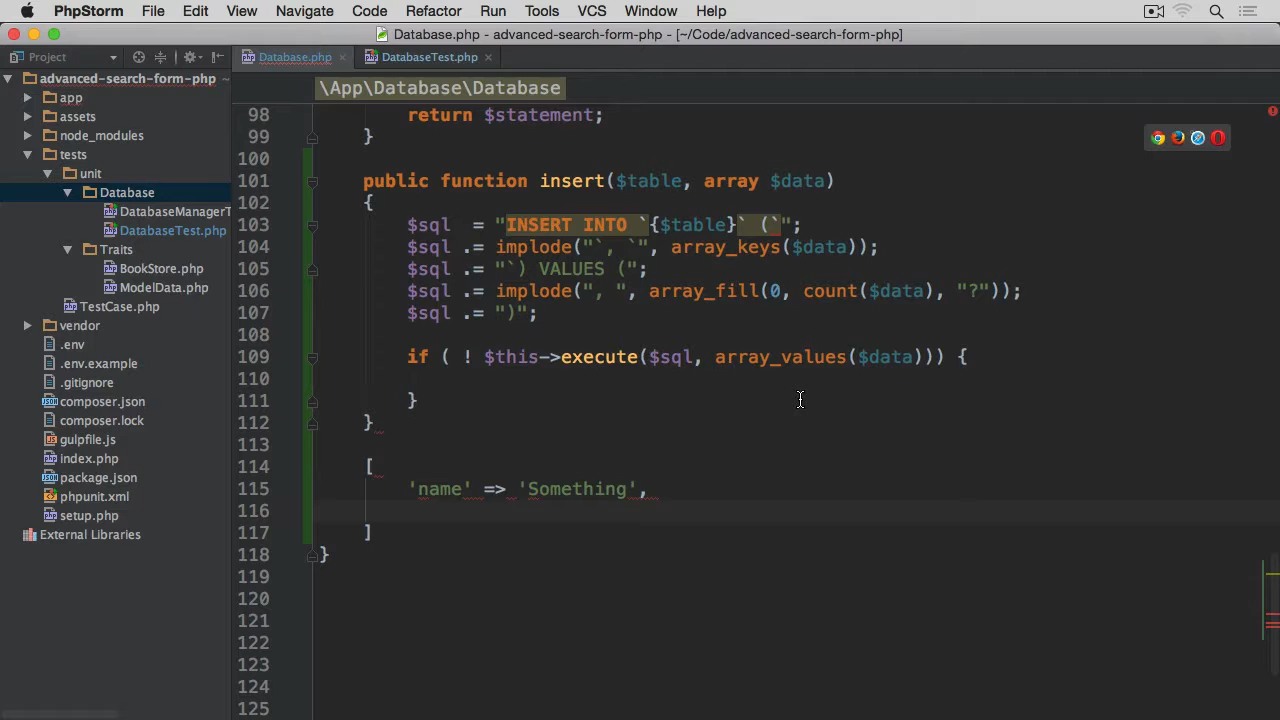 PhpStorm File Edit View Navigate Code Refactor Run Tools VCS Window Help
Database.php - advanced-search-form-php - [~/Code/advanced-search-form-php]
Project
Database.php DatabaseTest.php
\App\Database\Database
advanced-search-form-php ~
app
assets
node_modules
tests
unit
Database
DatabaseManagerT
DatabaseTest.php
Traits
BookStore.php
ModelData.php
TestCase.php
vendor
.env
.env.example
.gitignore
composer.json
composer.lock
gulpfile.js
index.php
package.json
phpunit.xml
setup.php
External Libraries
98 return $statement;
99 }
100
101 public function insert($table, array $data)
102 {
103 $sql = "INSERT INTO `{$table}` (`";
104 $sql .= implode("`, `", array_keys($data));
105 $sql .= "`) VALUES (";
106 $sql .= implode(", ", array_fill(0, count($data), "?"));
107 $sql .= ")";
108
109 if ( ! $this->execute($sql, array_values($data))) {
110
111 }
112 }
113
114 [
115 'name' => 'Something',
116
117 ]
118 }
119
120
121
122
123
124
125